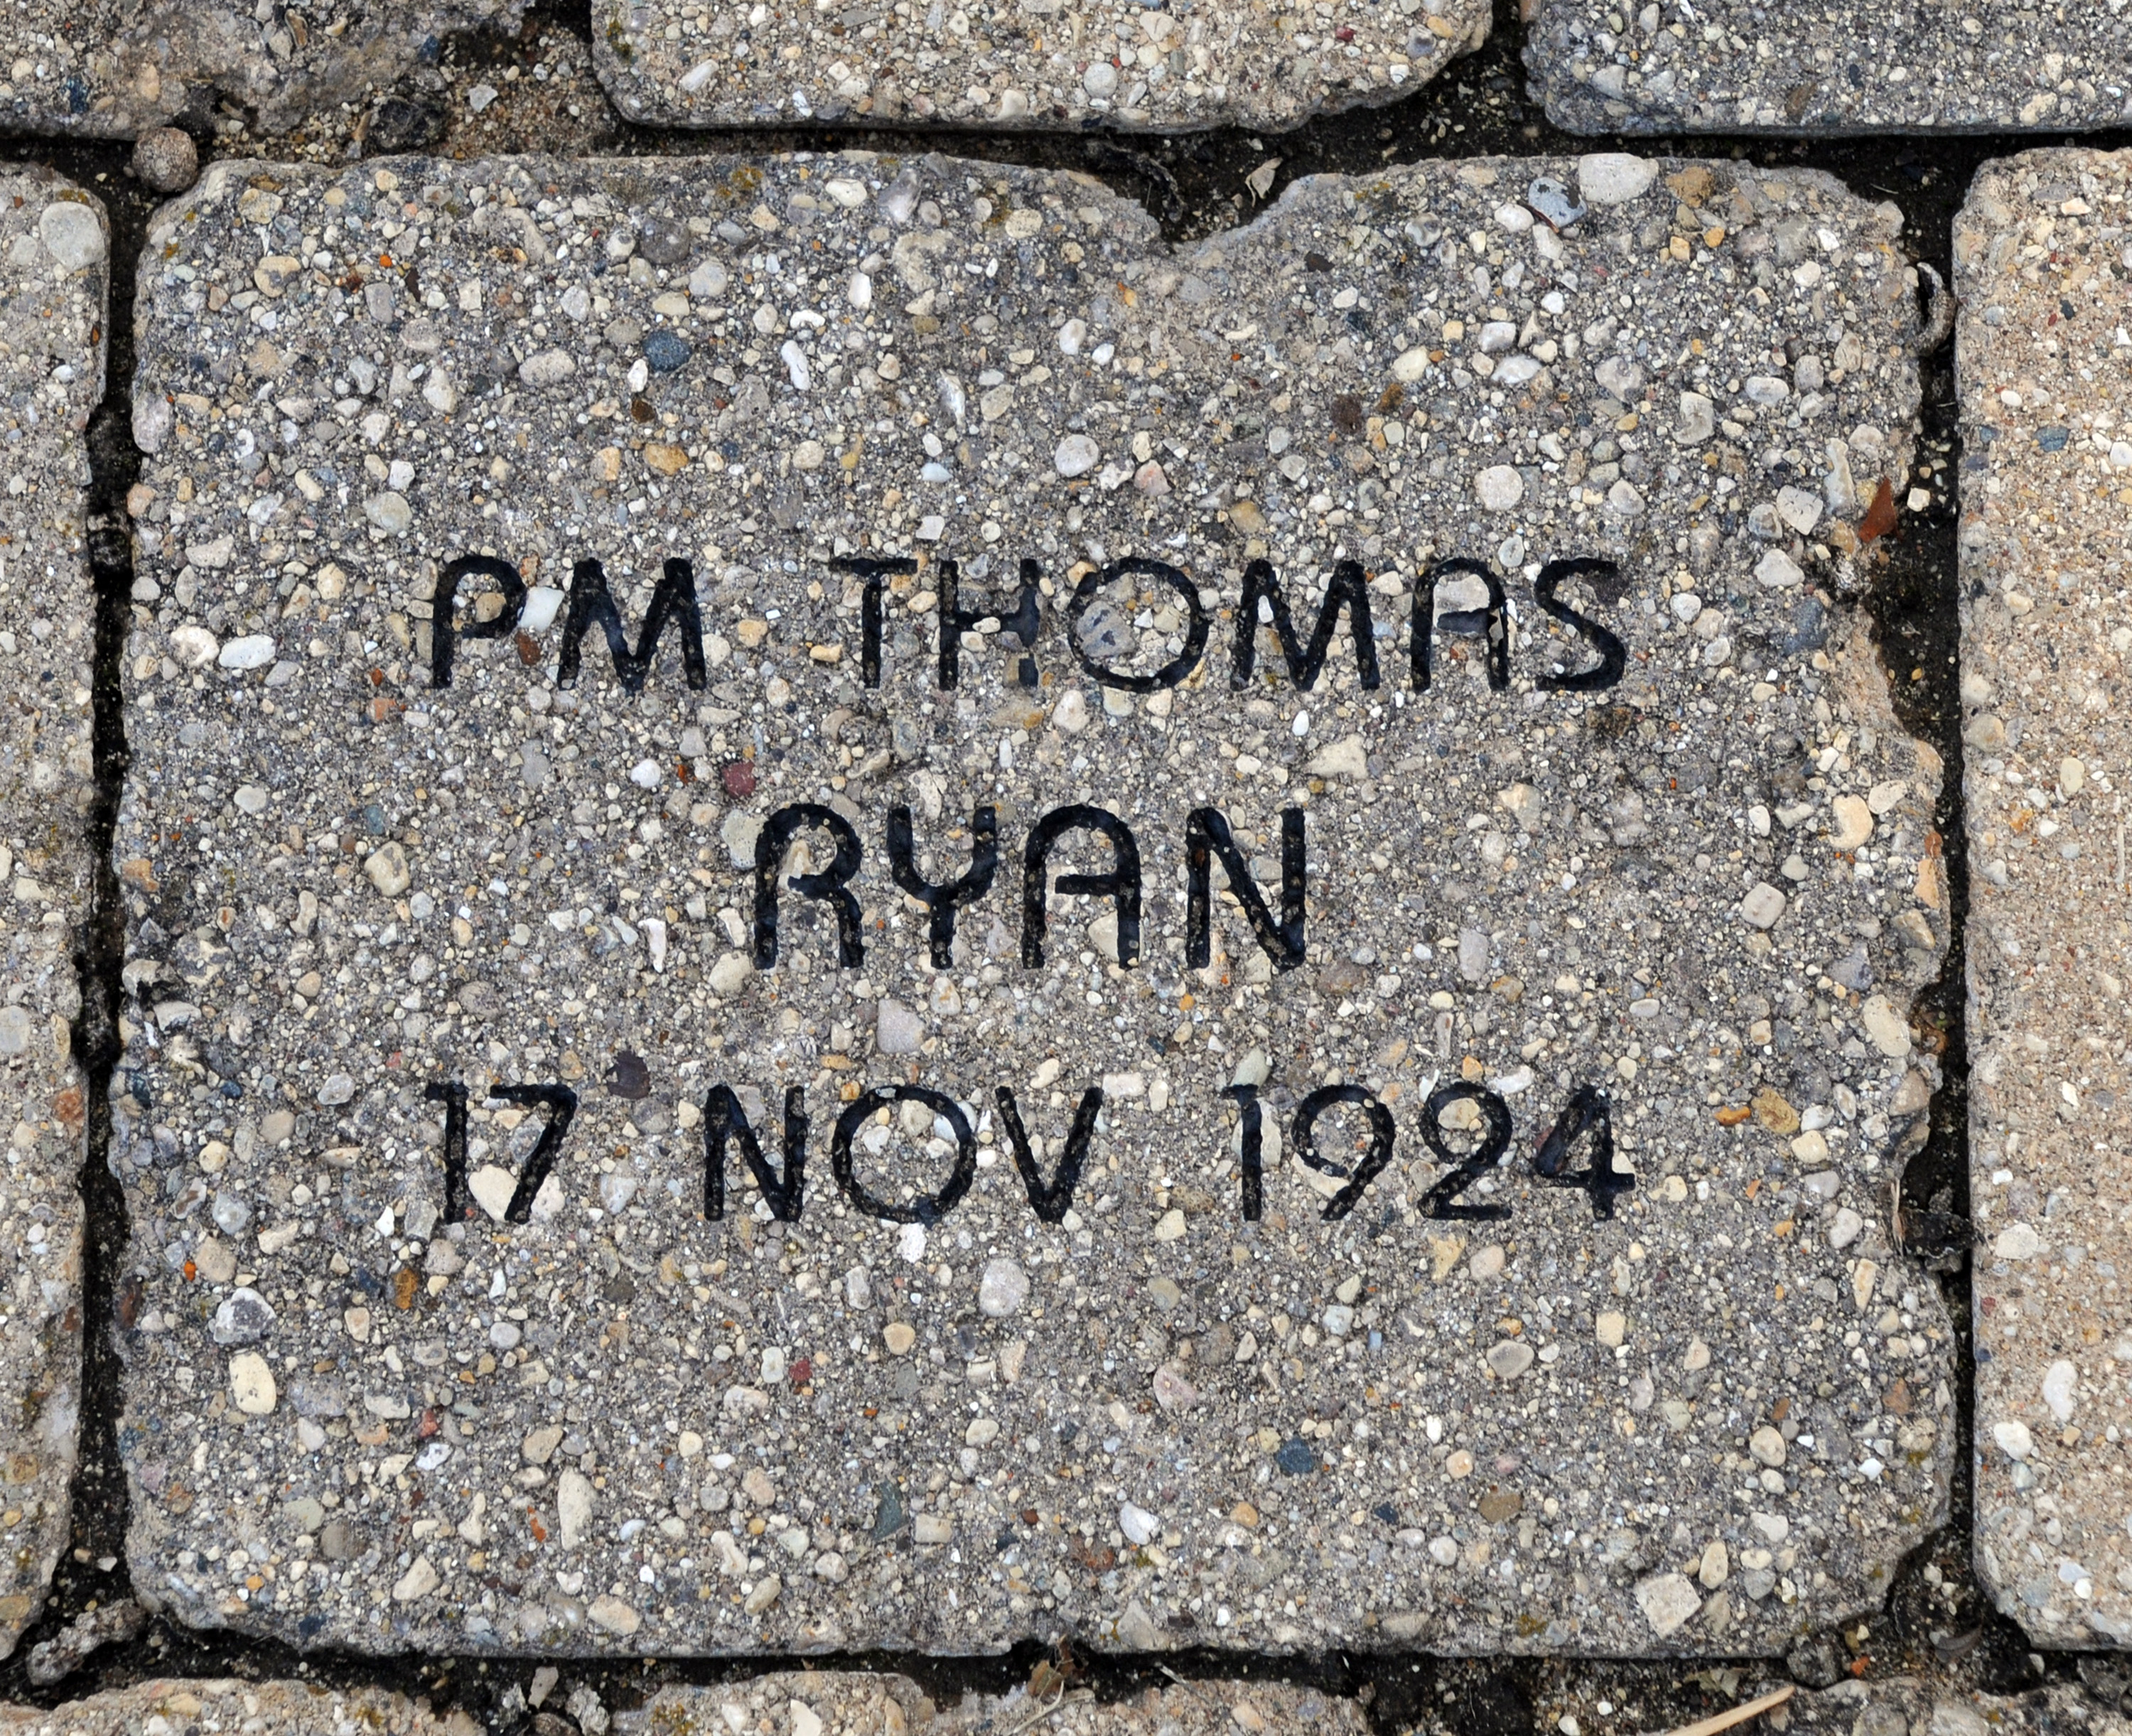 PM THOMAS
RYAN
17 NOV 1924